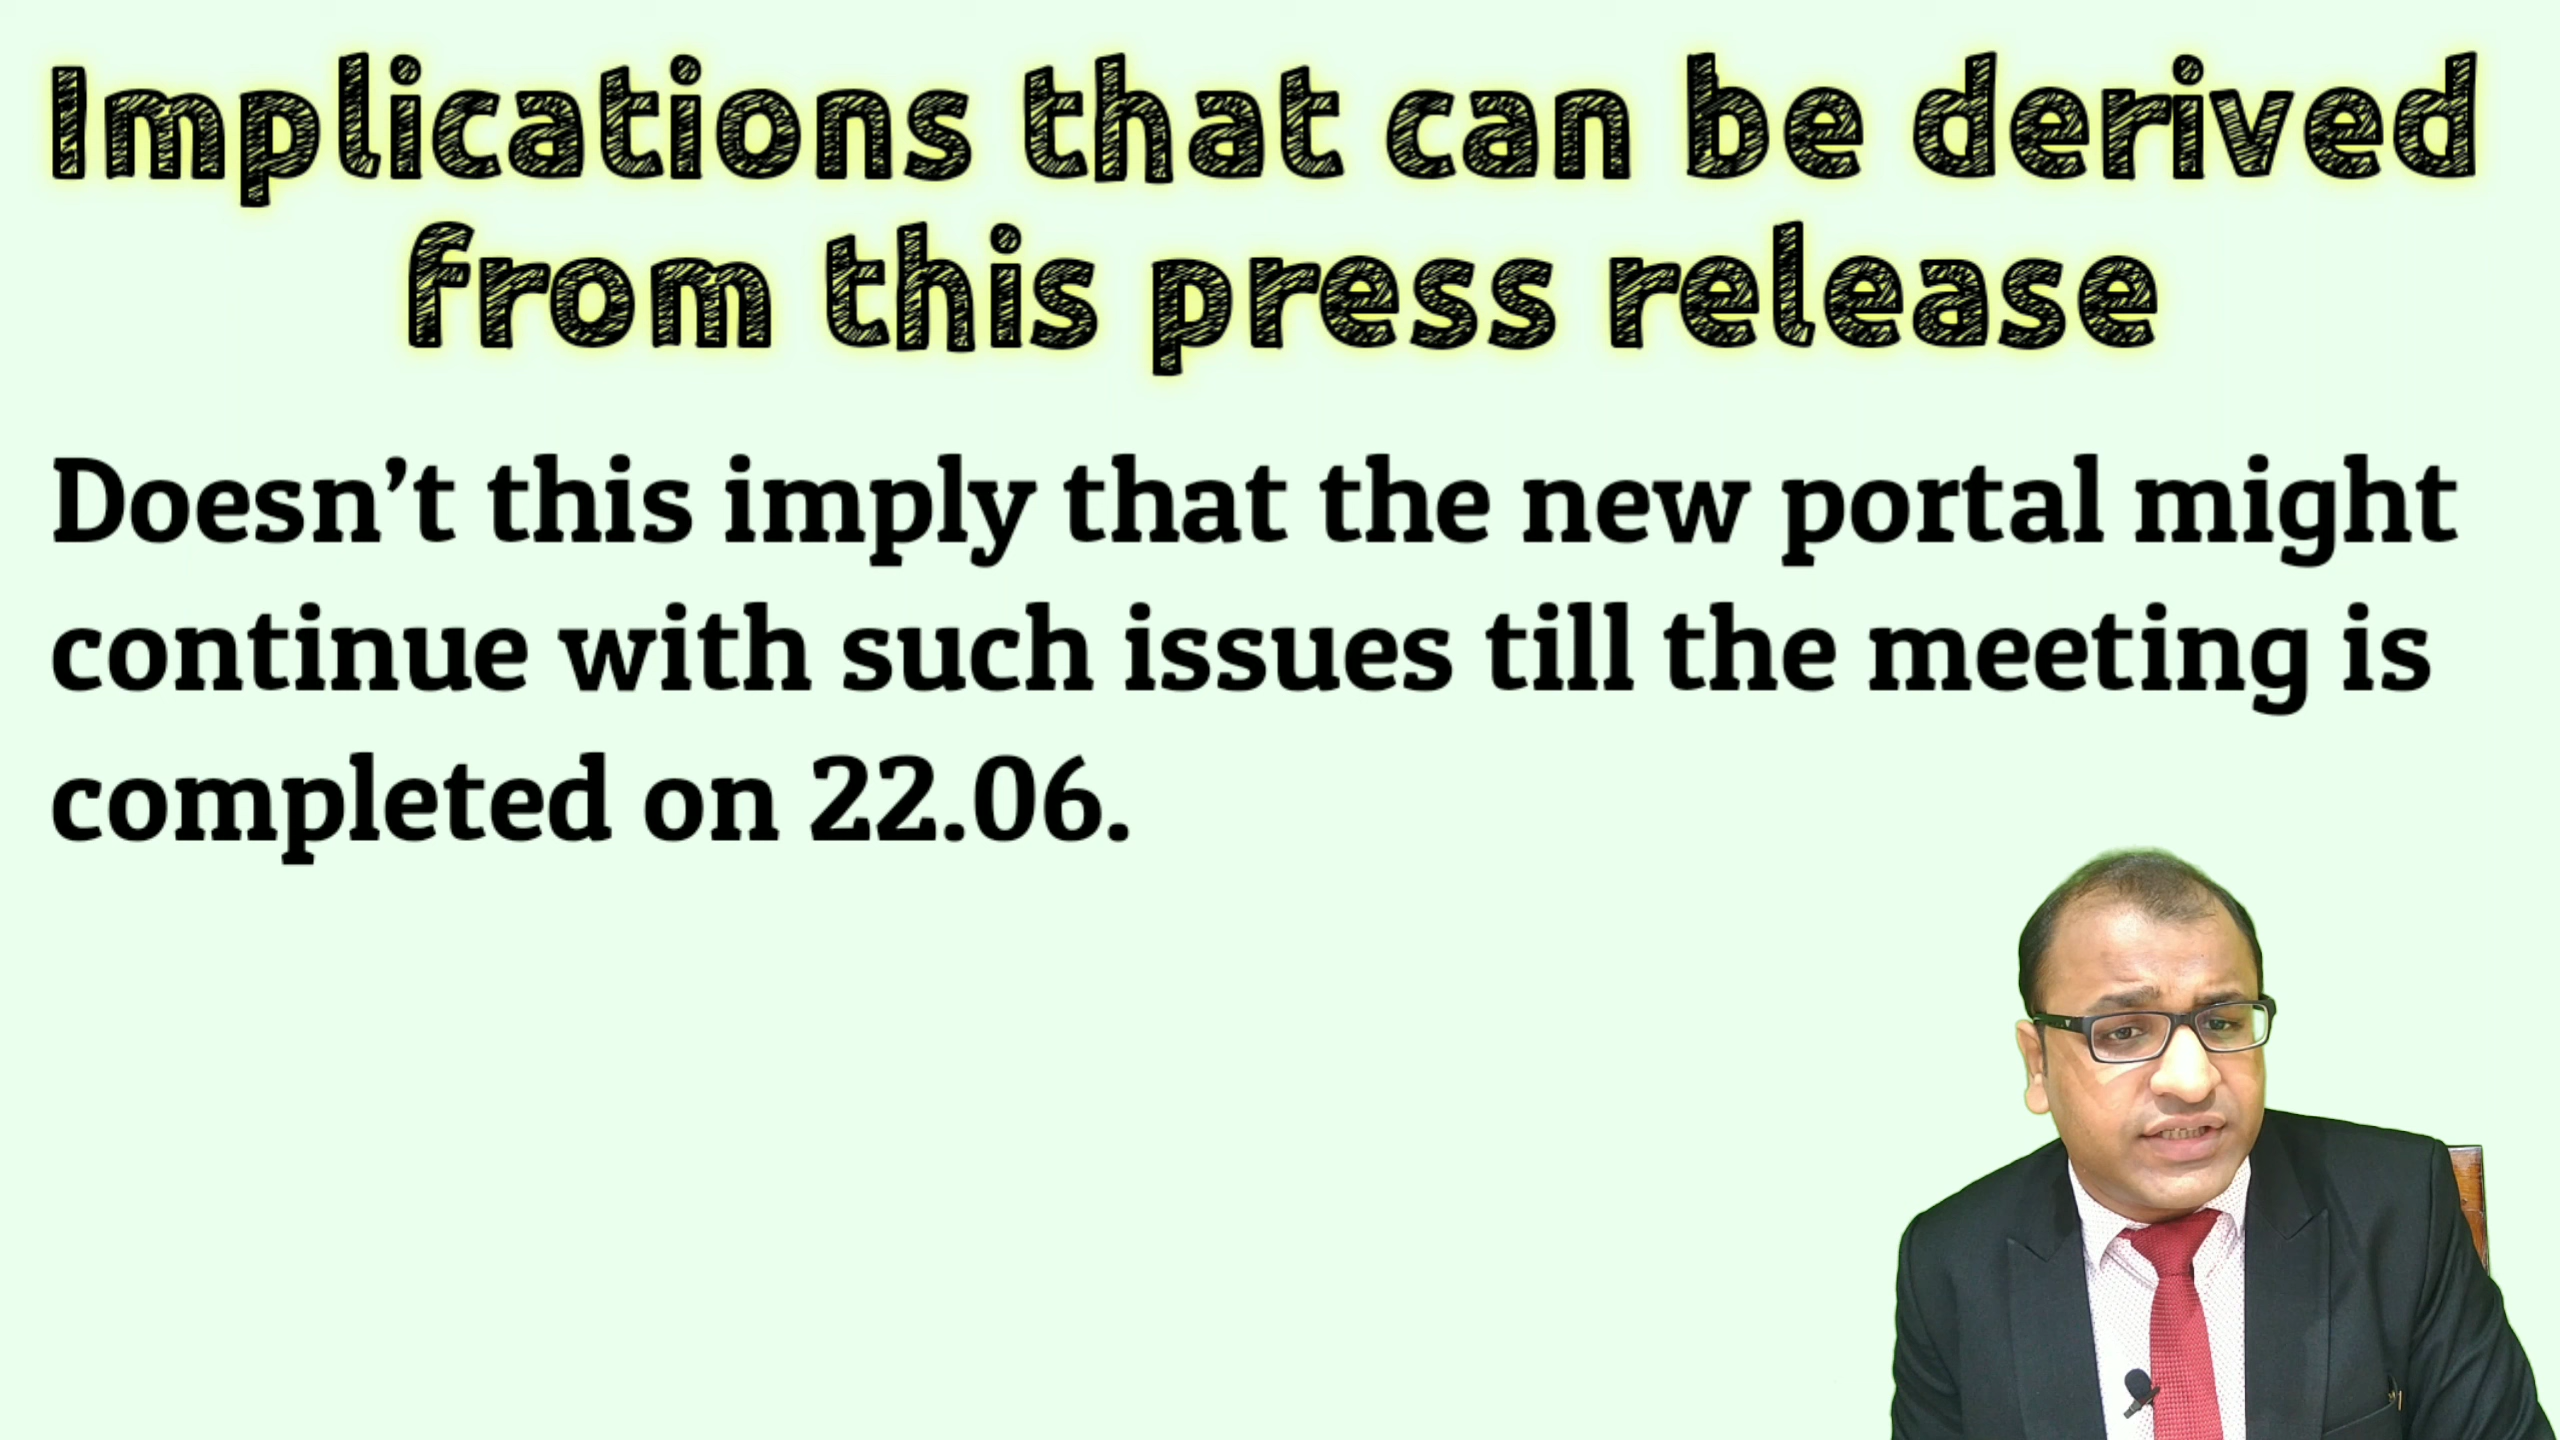 Implications that can be derived
from this press release
Doesn’t this imply that the new portal might
continue with such issues till the meeting is
completed on 22.06.